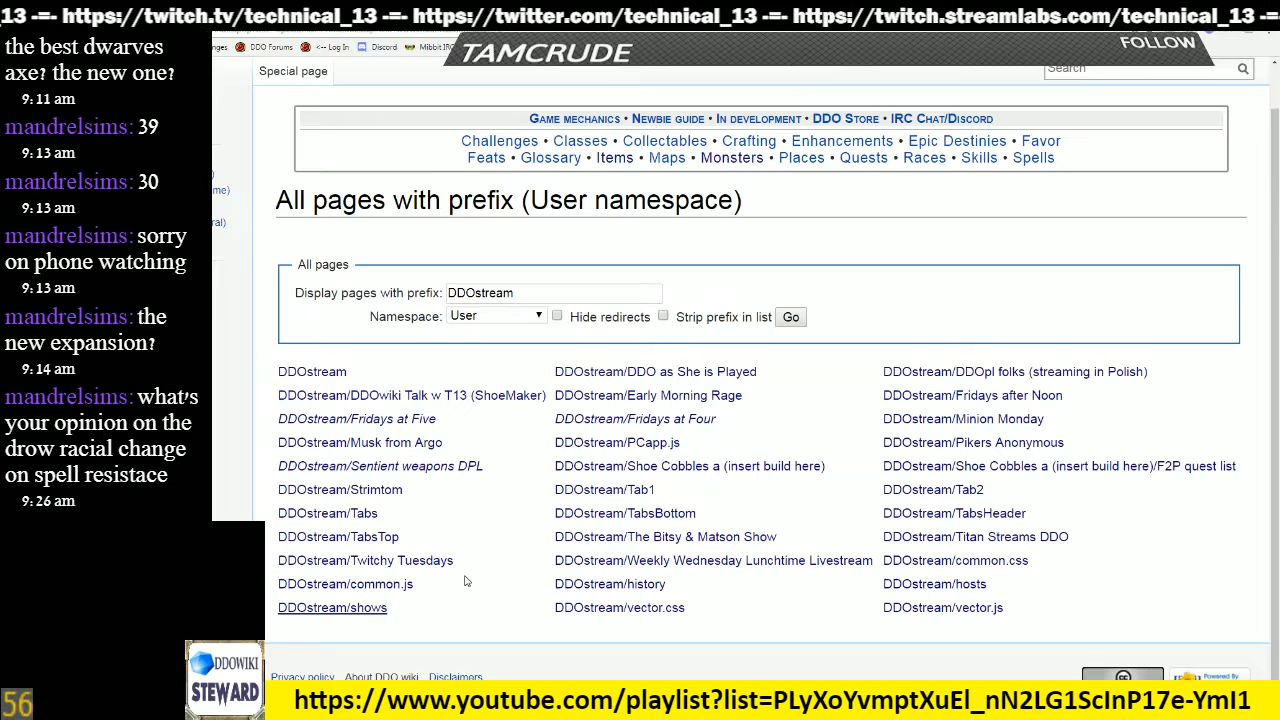 13 -=- https://twitch.tv/technical_13 -=- https://twitter.com/technical_13 -=- https://twitch.streamlabs.com/technical_13 -=-
the best dwarves
axe? the new one?
9:11 am
mandrelsims: 39
9:13 am
mandrelsims: 30
9:13 am
mandrelsims: sorry
on phone watching
9:13 am
mandrelsims: the
new expansion?
9:14 am
mandrelsims: what's
your opinion on the
drow racial change
on spell resistace
9:26 am
56
nges DDO Forums <-- Log In Discord Mibbit IRC
TAMCRUDE
FOLLOW
Special page
Search
me)
ral)
Game mechanics • Newbie guide • In development • DDO Store • IRC Chat/Discord
Challenges • Classes • Collectables • Crafting • Enhancements • Epic Destinies • Favor
Feats • Glossary • Items • Maps • Monsters • Places • Quests • Races • Skills • Spells
All pages with prefix (User namespace)
All pages
Display pages with prefix: DDOstream
Namespace: User Hide redirects Strip prefix in list Go
DDOstream DDOstream/DDO as She is Played DDOstream/DDOpl folks (streaming in Polish)
DDOstream/DDOwiki Talk w T13 (ShoeMaker) DDOstream/Early Morning Rage DDOstream/Fridays after Noon
DDOstream/Fridays at Five DDOstream/Fridays at Four DDOstream/Minion Monday
DDOstream/Musk from Argo DDOstream/PCapp.js DDOstream/Pikers Anonymous
DDOstream/Sentient weapons DPL DDOstream/Shoe Cobbles a (insert build here) DDOstream/Shoe Cobbles a (insert build here)/F2P quest list
DDOstream/Strimtom DDOstream/Tab1 DDOstream/Tab2
DDOstream/Tabs DDOstream/TabsBottom DDOstream/TabsHeader
DDOstream/TabsTop DDOstream/The Bitsy & Matson Show DDOstream/Titan Streams DDO
DDOstream/Twitchy Tuesdays DDOstream/Weekly Wednesday Lunchtime Livestream DDOstream/common.css
DDOstream/common.js DDOstream/history DDOstream/hosts
DDOstream/shows DDOstream/vector.css DDOstream/vector.js
Privacy policy About DDO wiki Disclaimers
Powered By
DDOWIKI
STEWARD
https://www.youtube.com/playlist?list=PLyXoYvmptXuEl_nN2LG1ScInP17e-YmI1